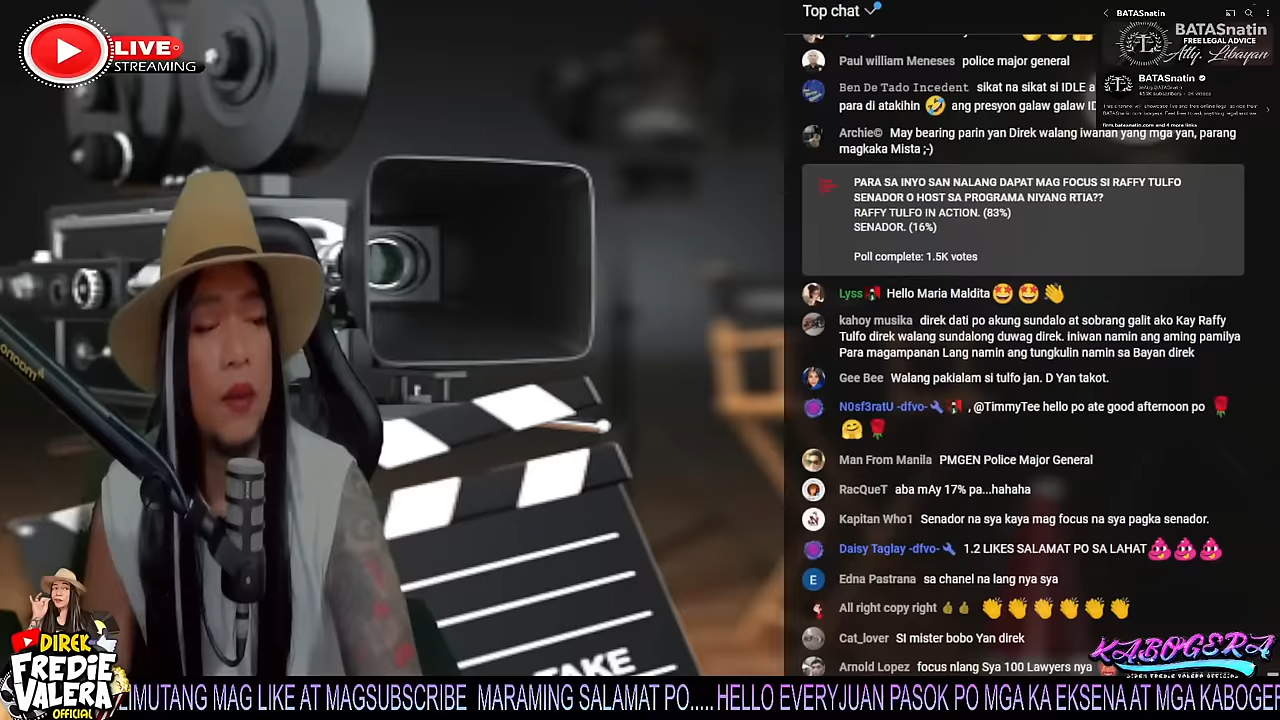 LIVE
STREAMING
Top chat
BATASnatin
BATASnatin
FREE LEGAL ADVICE
Atty. Libayan
BATASnatin
Paul william Meneses police major general
Ben De Tado Incedent sikat na sikat si IDLE a
para di atakihin 🤣 ang presyon galaw galaw ID
Archie© May bearing parin yan Direk walang iwanan yang mga yan, parang
magkaka Mista ;-)
PARA SA INYO SAN NALANG DAPAT MAG FOCUS SI RAFFY TULFO
SENADOR O HOST SA PROGRAMA NIYANG RTIA??
RAFFY TULFO IN ACTION. (83%)
SENADOR. (16%)
Poll complete: 1.5K votes
Lyss Hello Maria Maldita 🤩 🤩 👏
kahoy musika direk dati po akung sundalo at sobrang galit ako Kay Raffy
Tulfo direk walang sundalong duwag direk. Iniwan namin ang aming pamilya
Para magampanan Lang namin ang tungkulin namin sa Bayan direk
Gee Bee Walang pakialam si tulfo jan. D Yan takot.
N0sf3ratU -dfvo- , @TimmyTee hello po ate good afternoon po 🌹
🤗 🌹
Man From Manila PMGEN Police Major General
RacQueT aba mAy 17% pa...hahaha
Kapitan Who1 Senador na sya kaya mag focus na sya pagka senador.
Daisy Taglay -dfvo- 1.2 LIKES SALAMAT PO SA LAHAT 💩 💩 💩
E
Edna Pastrana sa chanel na lang nya sya
All right copy right 👍 👍 👏 👏 👏 👏 👏 👏
Cat_lover SI mister bobo Yan direk
Arnold Lopez focus nlang Sya 100 Lawyers nya
marono
TAKE
KABOGERA
DIREK
FREDIE
VALERA
OFFICIAL
LIMUTANG MAG LIKE AT MAGSUBSCRIBE MARAMING SALAMAT PO..... HELLO EVERYJUAN PASOK PO MGA KA EKSENA AT MGA KABOGE